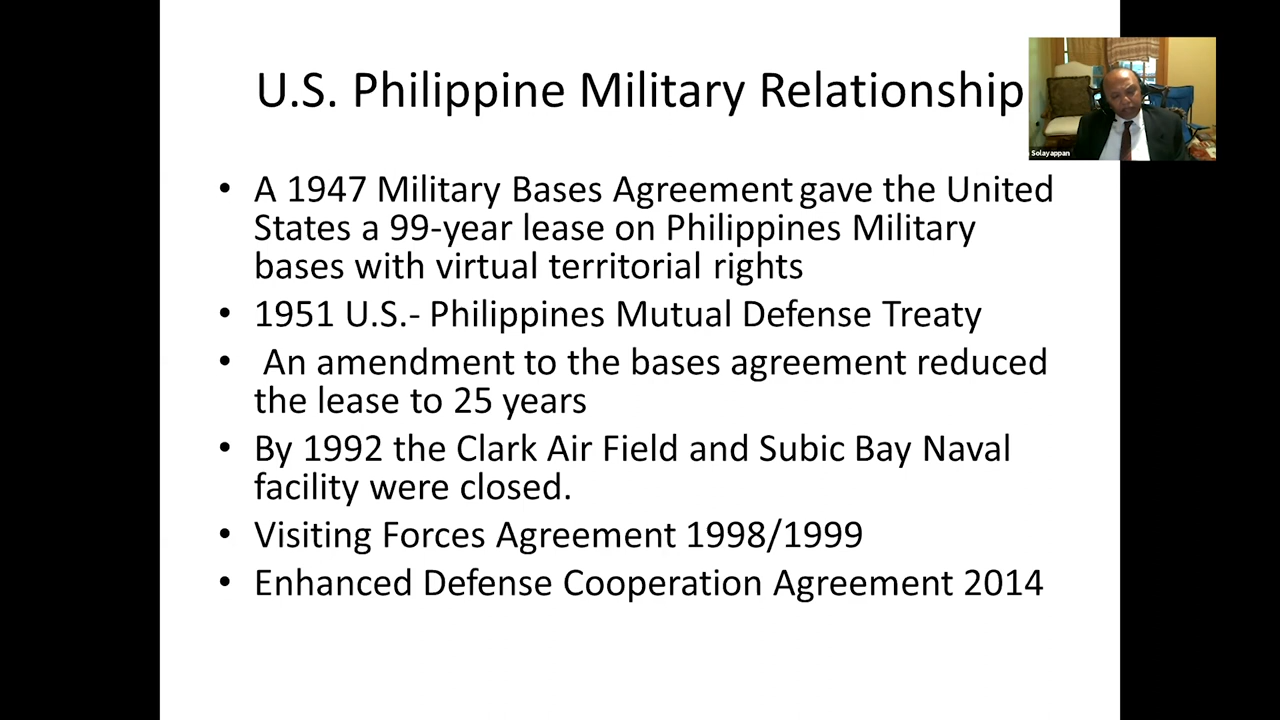 U.S. Philippine Military Relationship
Solayappan
• A 1947 Military Bases Agreement gave the United
States a 99-year lease on Philippines Military
bases with virtual territorial rights
• 1951 U.S.- Philippines Mutual Defense Treaty
• An amendment to the bases agreement reduced
the lease to 25 years
• By 1992 the Clark Air Field and Subic Bay Naval
facility were closed.
• Visiting Forces Agreement 1998/1999
• Enhanced Defense Cooperation Agreement 2014